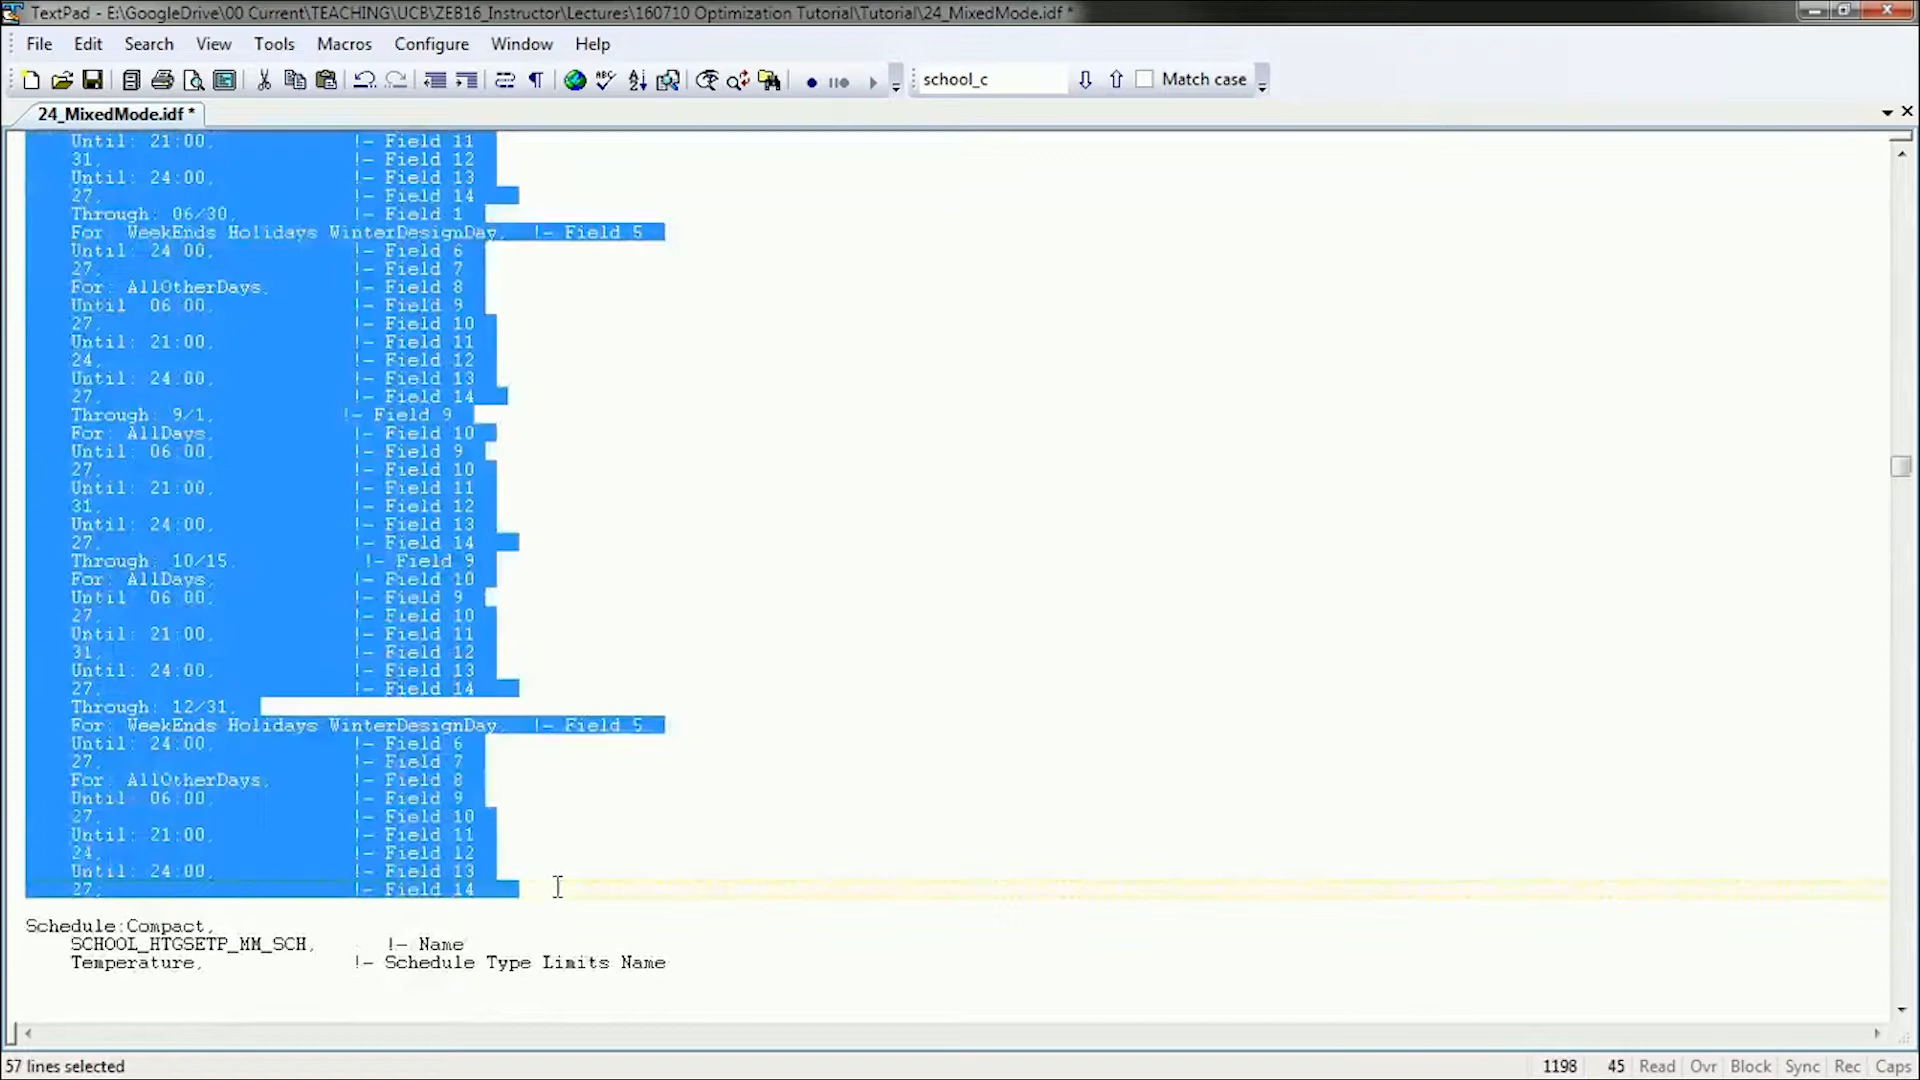 TextPad - E:\GoogleDrive\00 Current\TEACHING\UCB\ZEB16_Instructor\Lectures\160710 Optimization Tutorial\Tutorial\24_MixedMode.idf *
File Edit Search View Tools Macros Configure Window Help
school_c Match case
24_MixedMode.idf *
Until: 21:00, !- Field 11
31, !- Field 12
Until: 24:00, !- Field 13
27, !- Field 14
Through: 06/30, !- Field 1
For: WeekEnds Holidays WinterDesignDay, !- Field 5
Until: 24:00, !- Field 6
27, !- Field 7
For: AllOtherDays, !- Field 8
Until: 06:00, !- Field 9
27, !- Field 10
Until: 21:00, !- Field 11
24, !- Field 12
Until: 24:00, !- Field 13
27, !- Field 14
Through: 9/1, !- Field 9
For: AllDays, !- Field 10
Until: 06:00, !- Field 9
27, !- Field 10
Until: 21:00, !- Field 11
31, !- Field 12
Until: 24:00, !- Field 13
27, !- Field 14
Through: 10/15, !- Field 9
For: AllDays, !- Field 10
Until: 06:00, !- Field 9
27, !- Field 10
Until: 21:00, !- Field 11
31, !- Field 12
Until: 24:00, !- Field 13
27, !- Field 14
Through: 12/31,
For: WeekEnds Holidays WinterDesignDay, !- Field 5
Until: 24:00, !- Field 6
27, !- Field 7
For: AllOtherDays, !- Field 8
Until: 06:00, !- Field 9
27, !- Field 10
Until: 21:00, !- Field 11
24, !- Field 12
Until: 24:00, !- Field 13
27; !- Field 14
Schedule:Compact,
SCHOOL_HTGSETP_MM_SCH, !- Name
Temperature, !- Schedule Type Limits Name
57 lines selected 1198 45 Read Ovr Block Sync Rec Caps